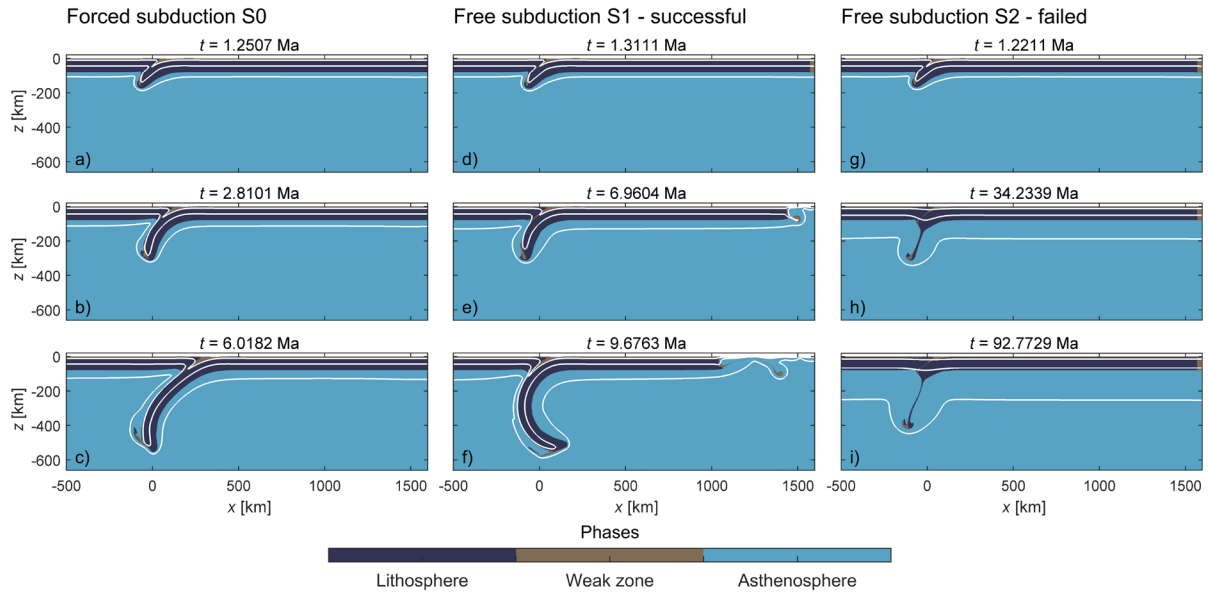 Forced subduction S0
Free subduction S1 - successful
Free subduction S2 - failed
t = 1.2507 Ma
t = 1.3111 Ma
t = 1.2211 Ma
0
-200
-400
-600
z [km]
a)
d)
g)
t = 2.8101 Ma
t = 6.9604 Ma
t = 34.2339 Ma
0
-200
-400
-600
z [km]
b)
e)
h)
t = 6.0182 Ma
t = 9.6763 Ma
t = 92.7729 Ma
0
-200
-400
-600
z [km]
c)
f)
i)
-500 0 500 1000 1500
-500 0 500 1000 1500
-500 0 500 1000 1500
x [km]
x [km]
x [km]
Phases
Lithosphere
Weak zone
Asthenosphere